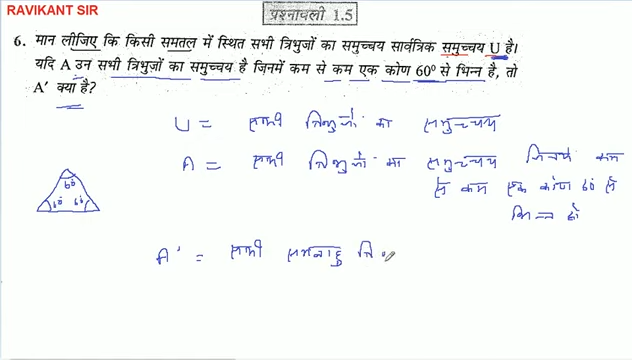 RAVIKANT SIR
प्रश्नावली 1.5
6. मान लीजिए कि किसी समतल में स्थित सभी त्रिभुजों का समुच्चय सार्वत्रिक समुच्चय U है।
यदि A उन सभी त्रिभुजों का समुच्चय है जिनमें कम से कम एक कोण 60° से भिन्न है, तो
A′ क्या है?
U = सभी त्रिभुजों का समुच्चय
A = सभी त्रिभुजों का समुच्चय जिनमें कम
से कम एक कोण 60 से
भिन्न हो
60
60 60
A' = सभी समबाहु त्रि